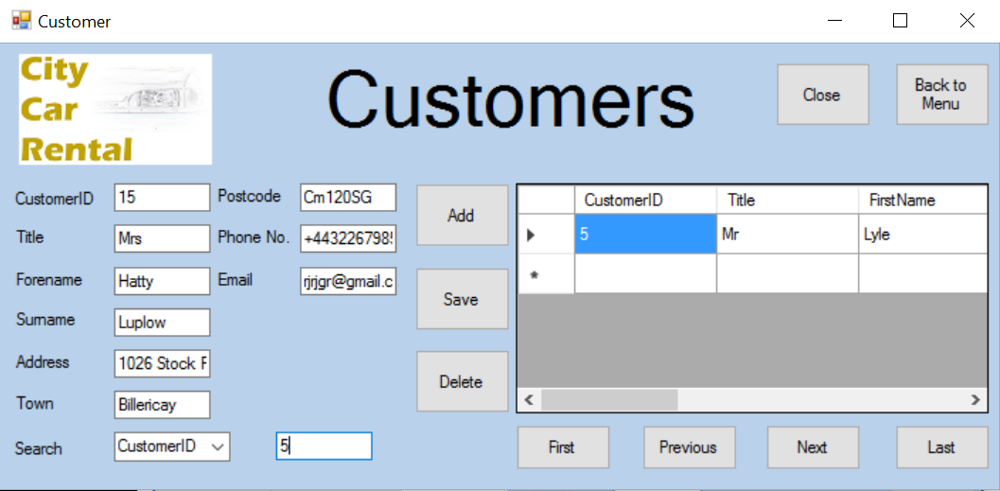 Customer
City
Car
Rental
Customers
Close
Back to
Menu
CustomerID 15 Postcode Cm120SG
Title Mrs Phone No.
Forename Hatty Email rjrjgr@gmail.c
Surname Luplow
Address 1026 Stock
Town Billericay
Search CustomerID 5
Add
Save
Delete
CustomerID Title FirstName
5 Mr Lyle
*
First Previous Next Last